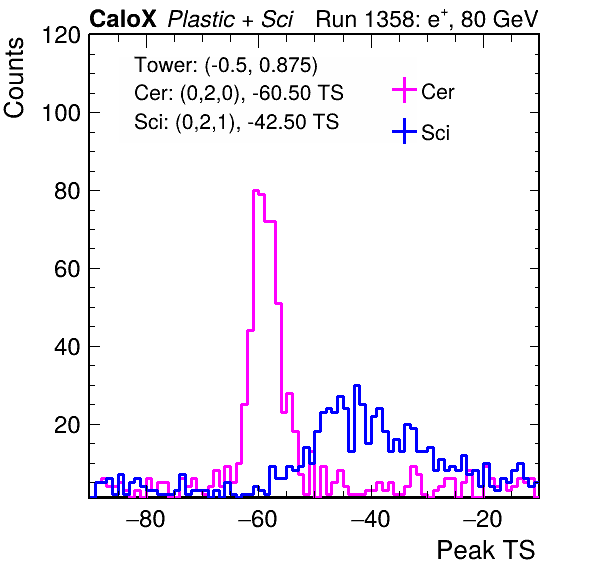 CaloX Plastic + Sci Run 1358: e⁺, 80 GeV
Counts
120
100
80
60
40
20
Tower: (-0.5, 0.875)
Cer: (0,2,0), -60.50 TS
Sci: (0,2,1), -42.50 TS
Cer
Sci
−80 −60 −40 −20
Peak TS